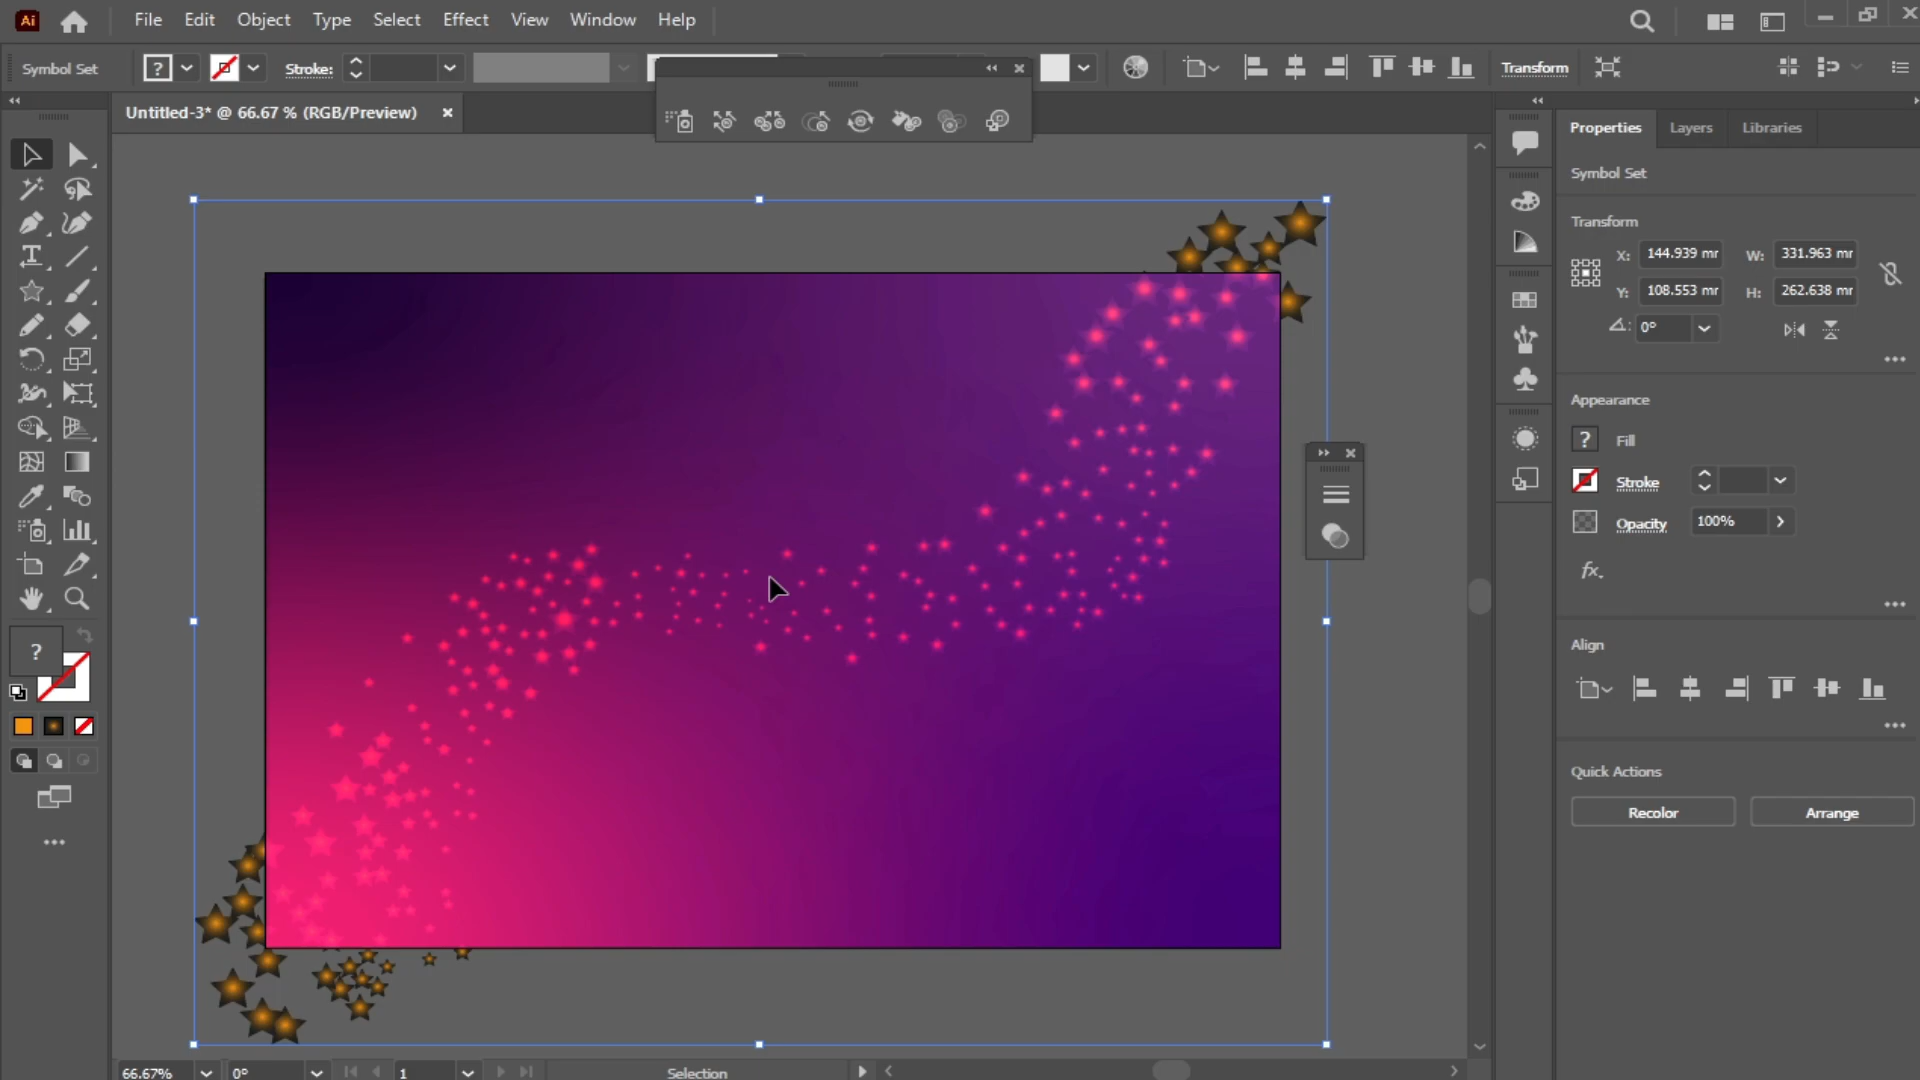 Ai File Edit Object Type Select Effect View Window Help
Symbol Set ? Stroke: Transform
Untitled-3* @ 66.67 % (RGB/Preview)
Properties Layers Libraries
Symbol Set
Transform
X: 144.939 mr W: 331.963 mr
Y: 108.553 mr H: 262.638 mr
0°
Appearance
? Fill
Stroke
Opacity 100%
fx.
Align
Quick Actions
Recolor Arrange
?
66.67% 0° 1 Selection